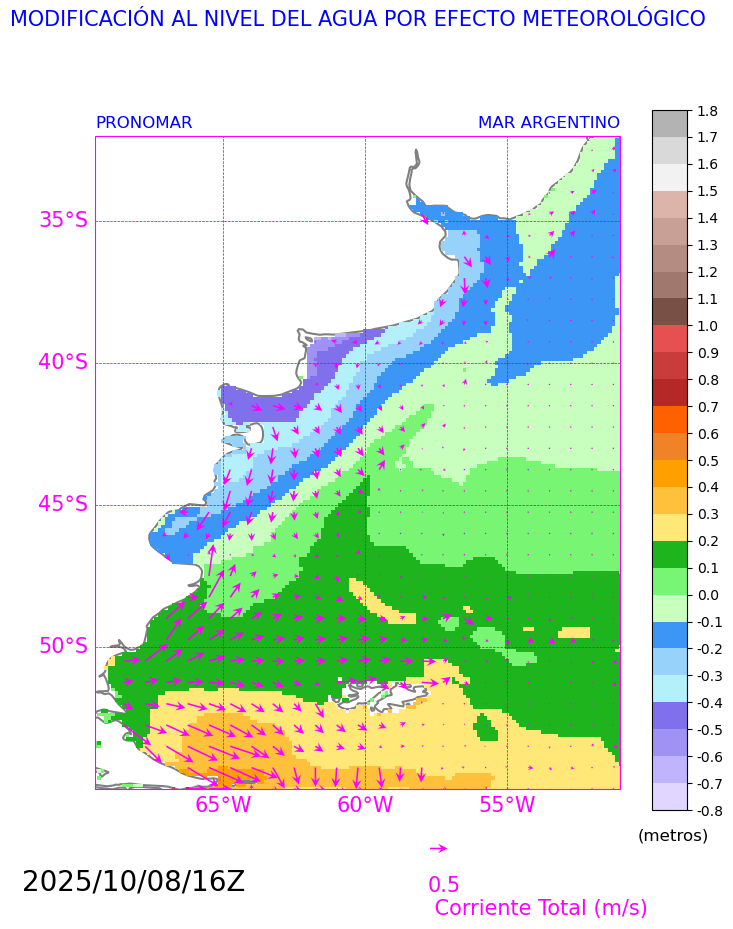 MODIFICACIÓN AL NIVEL DEL AGUA POR EFECTO METEOROLÓGICO
PRONOMAR
MAR ARGENTINO
35°S
40°S
45°S
50°S
65°W
60°W
55°W
1.8
1.7
1.6
1.5
1.4
1.3
1.2
1.1
1.0
0.9
0.8
0.7
0.6
0.5
0.4
0.3
0.2
0.1
0.0
-0.1
-0.2
-0.3
-0.4
-0.5
-0.6
-0.7
-0.8
(metros)
2025/10/08/16Z
0.5
Corriente Total (m/s)